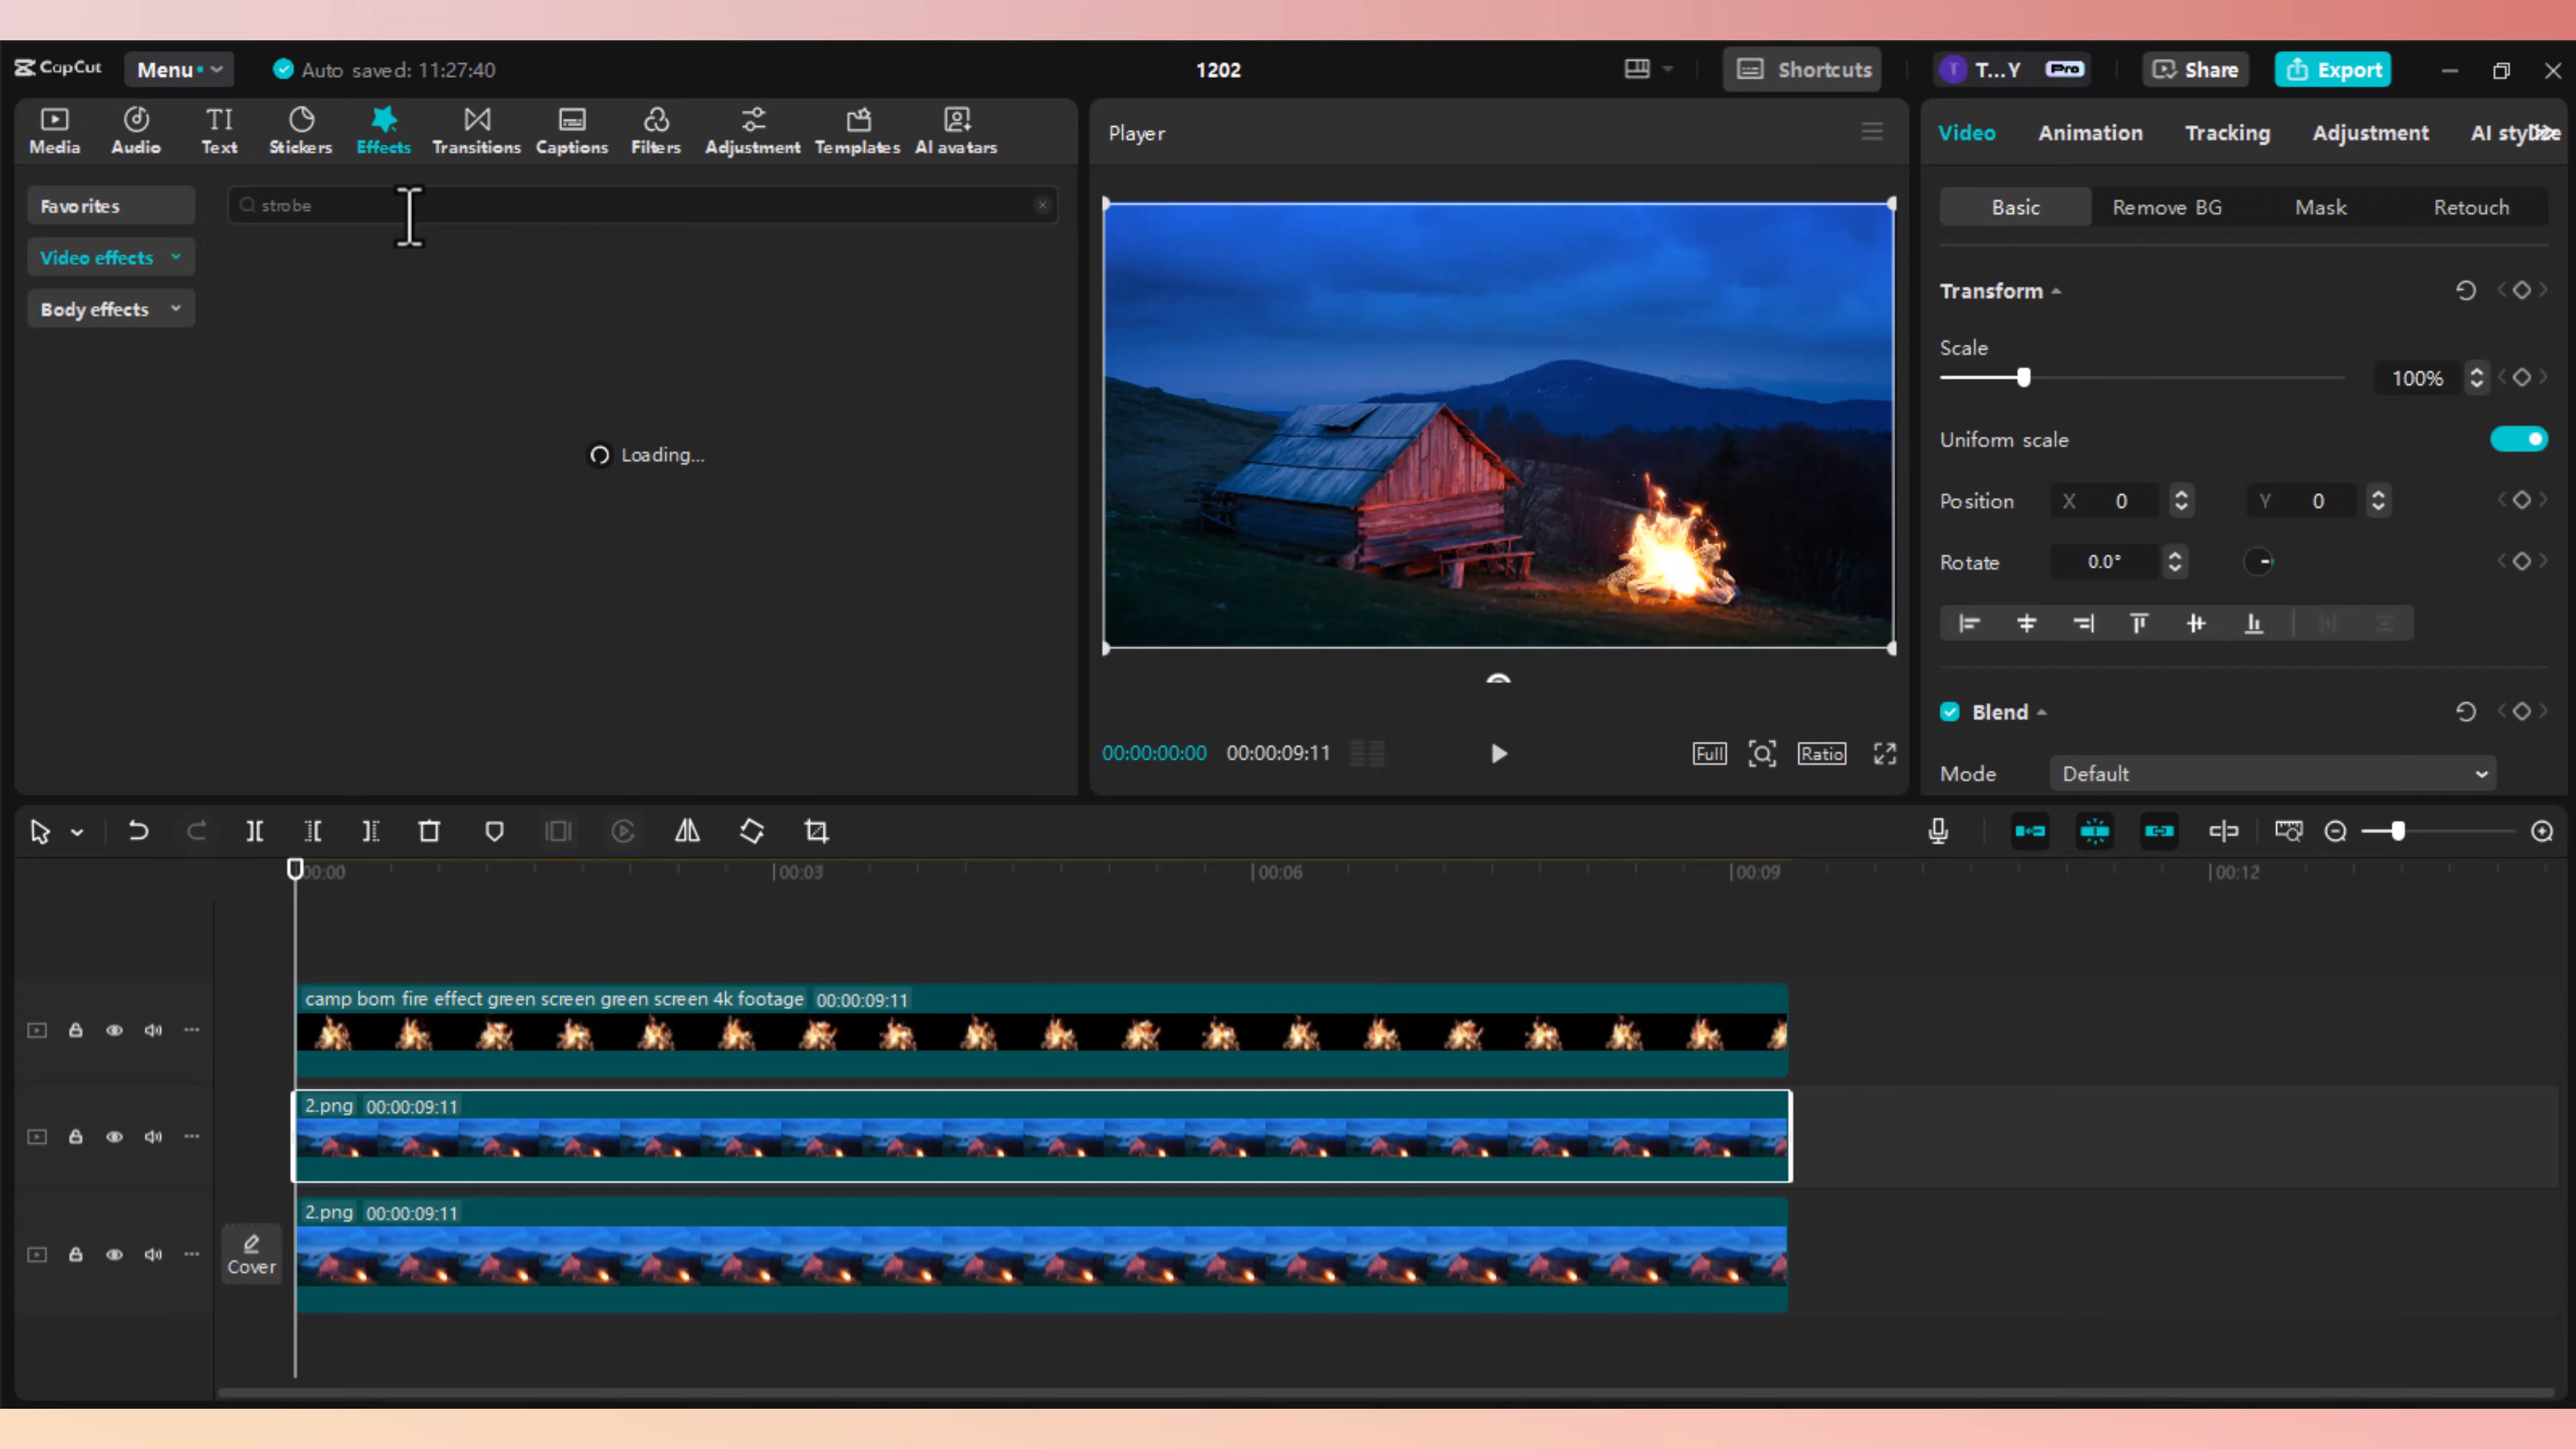 CapCut
Menu
Auto saved: 11:27:40
1202
Shortcuts
T T...Y Pro
Share
Export
Media
Audio
TI
Text
Stickers
Effects
Transitions
Captions
Filters
Adjustment
Templates
AI avatars
Favorites
strobe
Video effects
Body effects
Loading...
Player
00:00:00:00 00:00:09:11
Full
Ratio
Video
Animation
Tracking
Adjustment
AI stylize
Basic
Remove BG
Mask
Retouch
Transform
Scale
100%
Uniform scale
Position X 0 Y 0
Rotate 0.0°
Blend
Mode Default
00:00
00:03
00:06
00:09
00:12
camp bom fire effect green screen green screen 4k footage 00:00:09:11
2.png 00:00:09:11
2.png 00:00:09:11
Cover